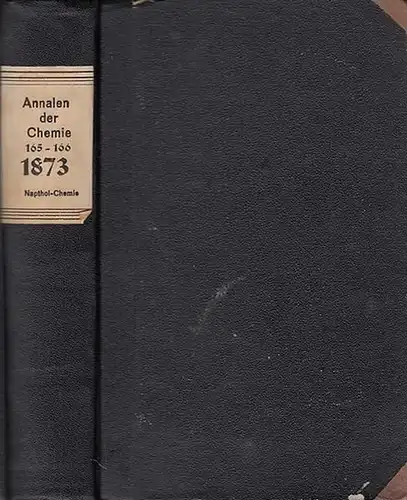 Annalen
der
Chemie
165 - 166
1873
Napthol-Chemie